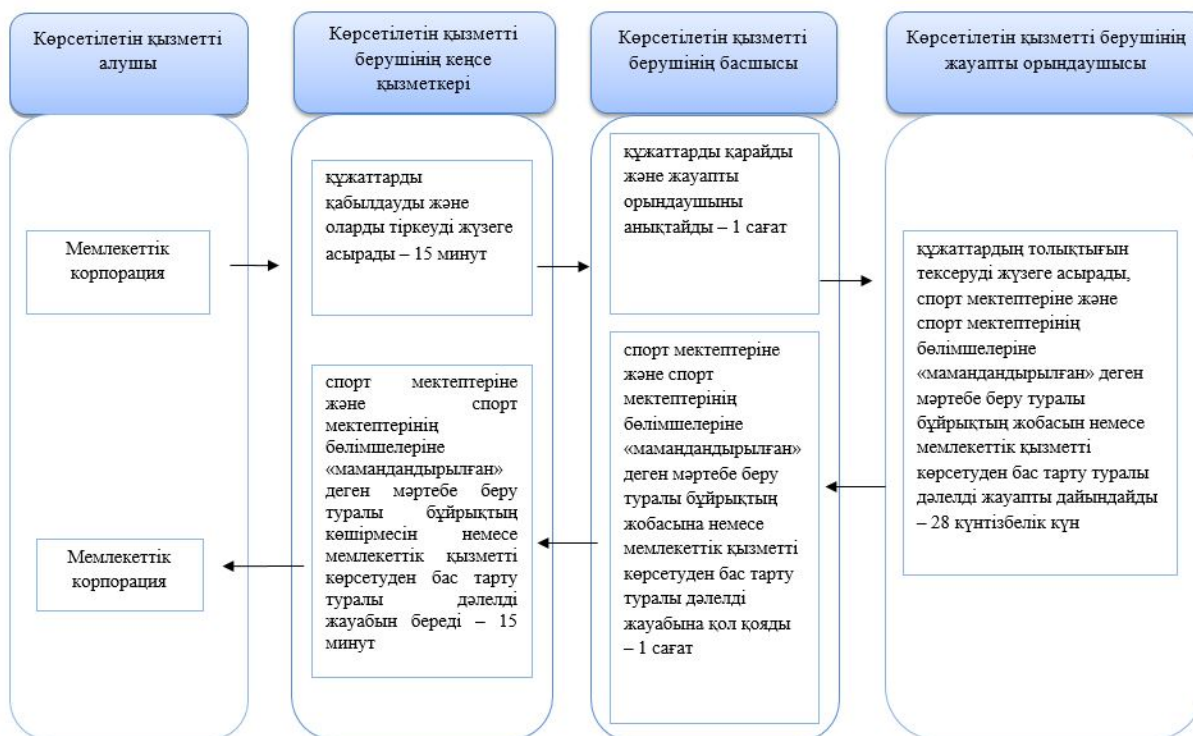 Көрсетілетін қызметті
алушы
Көрсетілетін қызметті
берушінің кеңсе
қызметкері
Көрсетілетін қызметті
берушінің басшысы
Көрсетілетін қызметті берушінің
жауапты орындаушысы
Мемлекеттік
корпорация
құжаттарды
қабылдауды және
оларды тіркеуді жүзеге
асырады – 15 минут
құжаттарды қарайды
және жауапты
орындаушыны
анықтайды – 1 сағат
құжаттардың толықтығын
тексеруді жүзеге асырады,
спорт мектептеріне және
спорт мектептерінің
бөлімшелеріне
«мамандандырылған» деген
мәртебе беру туралы
бұйрықтың жобасын немесе
мемлекеттік қызметті
көрсетуден бас тарту туралы
дәлелді жауапты дайындайды
– 28 күнтізбелік күн
спорт мектептеріне
және спорт
мектептерінің
бөлімшелеріне
«мамандандырылған»
деген мәртебе беру
туралы бұйрықтың
жобасына немесе
мемлекеттік қызметті
көрсетуден бас тарту
туралы дәлелді
жауабына қол қояды
– 1 сағат
спорт мектептеріне
және спорт
мектептерінің
бөлімшелеріне
«мамандандырылған»
деген мәртебе беру
туралы бұйрықтың
көшірмесін немесе
мемлекеттік қызметті
көрсетуден бас тарту
туралы дәлелді
жауабын береді – 15
минут
Мемлекеттік
корпорация